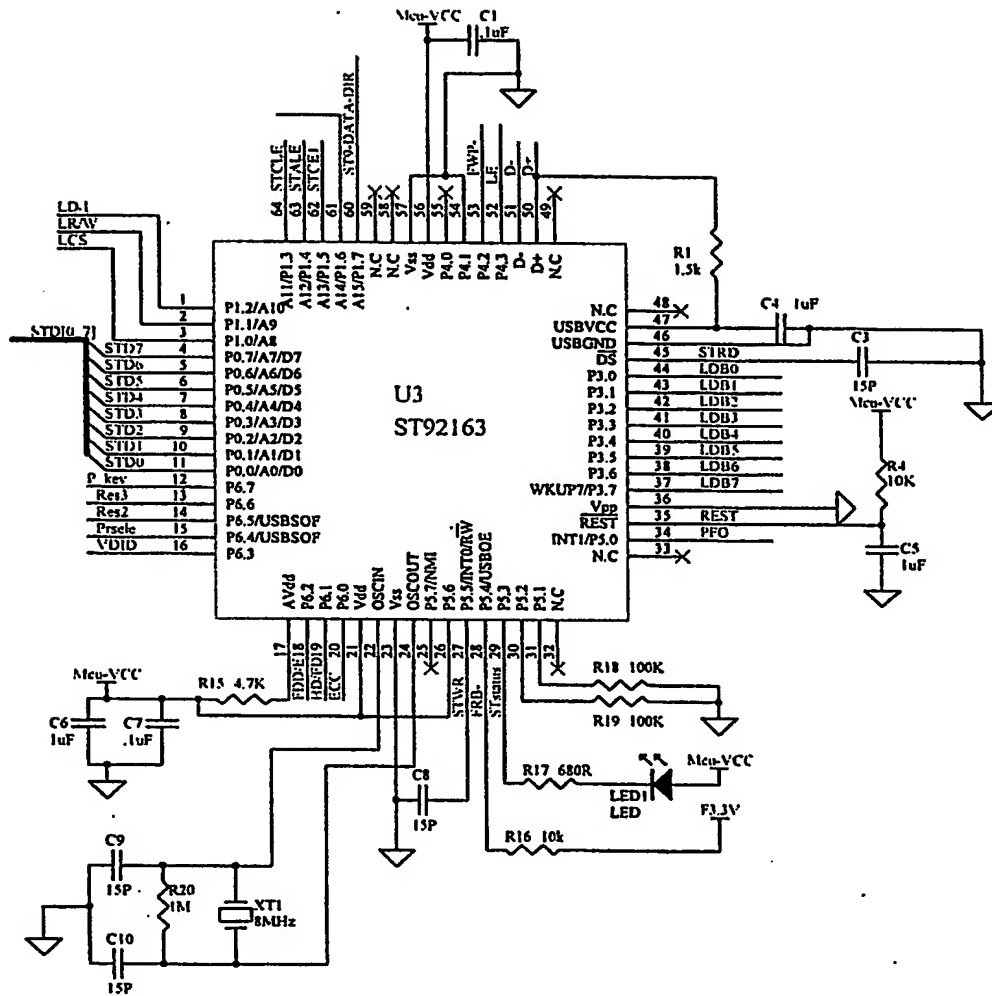 Mcu-VCC
C1
.1uF
ST9-DATA-DIR
STCLE
STALE
STCE1
FWP-
LE
D-
D+
64
63
62
61
60
59
58
57
56
55
54
53
52
51
50
49
A11/P1.3
A12/P1.4
A13/P1.5
A14/P1.6
A15/P1.7
N.C
N.C
Vss
Vdd
P4.0
P4.1
P4.2
P4.3
D-
D+
N.C
LD-I
LR/W
LCS
1
2
3
STD[0..7]
STD7 4
STD6 5
STD5 6
STD4 7
STD3 8
STD2 9
STD1 10
STD0 11
P_key 12
Res3 13
Res2 14
Prsele 15
VDID 16
P1.2/A10
P1.1/A9
P1.0/A8
P0.7/A7/D7
P0.6/A6/D6
P0.5/A5/D5
P0.4/A4/D4
P0.3/A3/D3
P0.2/A2/D2
P0.1/A1/D1
P0.0/A0/D0
P6.7
P6.6
P6.5/USBSOF
P6.4/USBSOF
P6.3
U3
ST92163
N.C
USBVCC
USBGND
DS
P3.0
P3.1
P3.2
P3.3
P3.4
P3.5
P3.6
WKUP7/P3.7
Vpp
REST
INT1/P5.0
N.C
48
47
46
45 STRD
44 LDB0
43 LDB1
42 LDB2
41 LDB3
40 LDB4
39 LDB5
38 LDB6
37 LDB7
36
35 REST
34 PFO
33
R1
1.5k
C4 .1uF
C3
15P
Mcu-VCC
R4
10K
C5
1uF
AVdd
P6.2
P6.1
P6.0
Vdd
OSCIN
Vss
OSCOUT
P5.7/NMI
P5.6
P5.5/INT0/RW
P5.4/USBOE
P5.3
P5.2
P5.1
N.C
17
FDD/E 18
HD/FD 19
ECC 20
21
22
23
24
25
26
STWR 27
FRB- 28
STstatus 29
30
31
32
Mcu-VCC
R15 4.7K
C6
1uF
C7
.1uF
R18 100K
R19 100K
C8
15P
R17 680R
LED1
LED
Mcu-VCC
R16 10k
F3.3V
C9
15P
R20
1M
XT1
8MHz
C10
15P